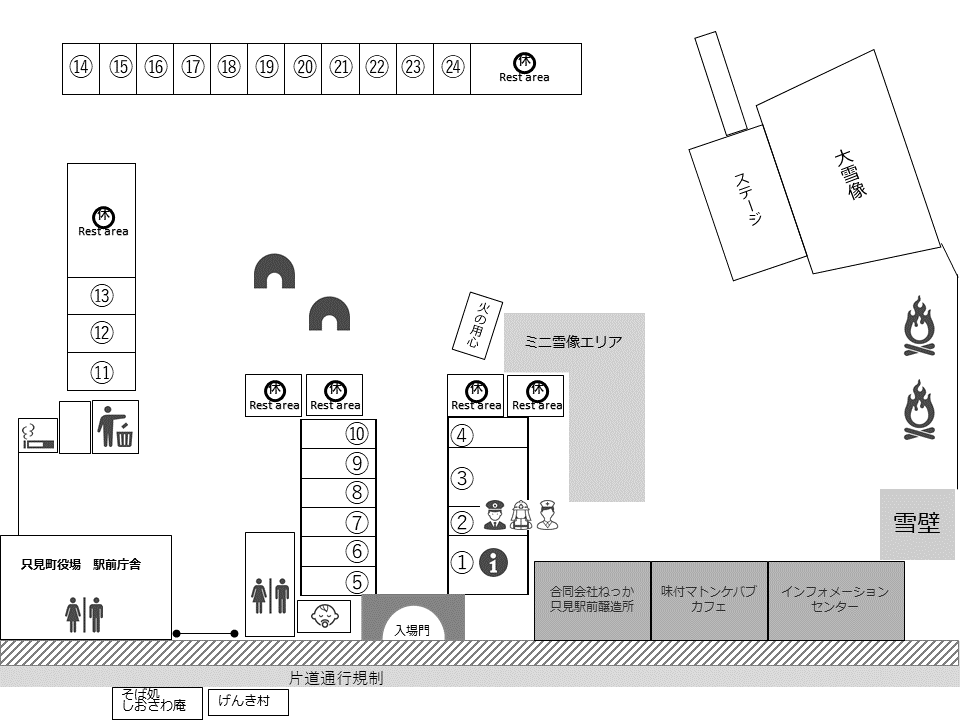 ⑭ ⑮ ⑯ ⑰ ⑱ ⑲ ⑳ ㉑ ㉒ ㉓ ㉔ 休
Rest area
大雪像
ステージ
休
Rest area
⑬
⑫
⑪
火の用心
ミニ雪像エリア
休
Rest area
休
Rest area
休
Rest area
休
Rest area
⑩
⑨
⑧
⑦
⑥
⑤
④
③
②
①
i
雪壁
只見町役場 駅前庁舎
入場門
合同会社ねっか
只見駅前醸造所
味付マトンケバブ
カフェ
インフォメーション
センター
片道通行規制
そば処
しおざわ庵
げんき村